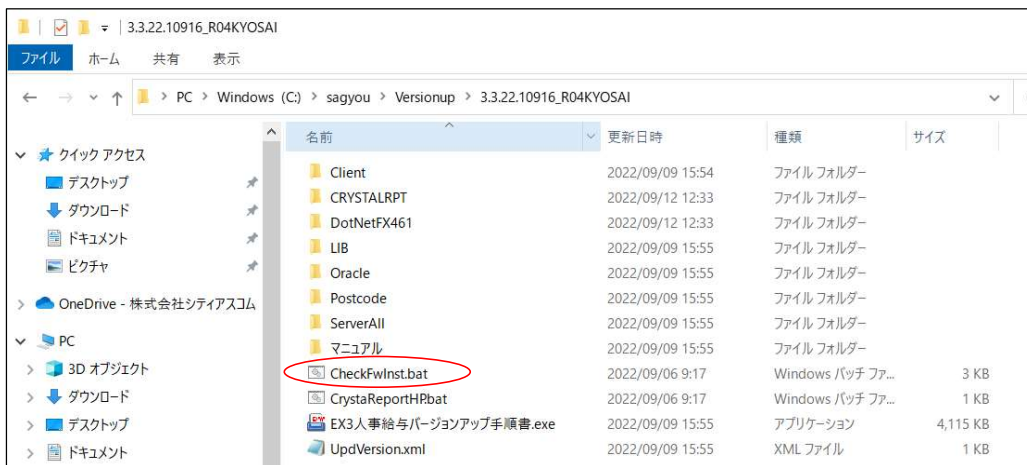 3.3.22.10916_R04KYOSAI
ファイル ホーム 共有 表示
PC > Windows (C:) > sagyou > Versionup > 3.3.22.10916_R04KYOSAI
名前 更新日時 種類 サイズ
クイック アクセス
デスクトップ
ダウンロード
ドキュメント
ピクチャ
OneDrive - 株式会社シティアスコム
PC
3D オブジェクト
ダウンロード
デスクトップ
ドキュメント
Client 2022/09/09 15:54 ファイル フォルダー
CRYSTALRPT 2022/09/12 12:33 ファイル フォルダー
DotNetFX461 2022/09/12 12:33 ファイル フォルダー
LIB 2022/09/09 15:55 ファイル フォルダー
Oracle 2022/09/09 15:55 ファイル フォルダー
Postcode 2022/09/09 15:55 ファイル フォルダー
ServerAll 2022/09/09 15:55 ファイル フォルダー
マニュアル 2022/09/09 15:55 ファイル フォルダー
CheckFwInst.bat 2022/09/06 9:17 Windows バッチ ファ... 3 KB
CrystaReportHP.bat 2022/09/06 9:17 Windows バッチ ファ... 1 KB
EX3人事給与バージョンアップ手順書.exe 2022/09/09 15:55 アプリケーション 4,115 KB
UpdVersion.xml 2022/09/09 15:55 XML ファイル 1 KB